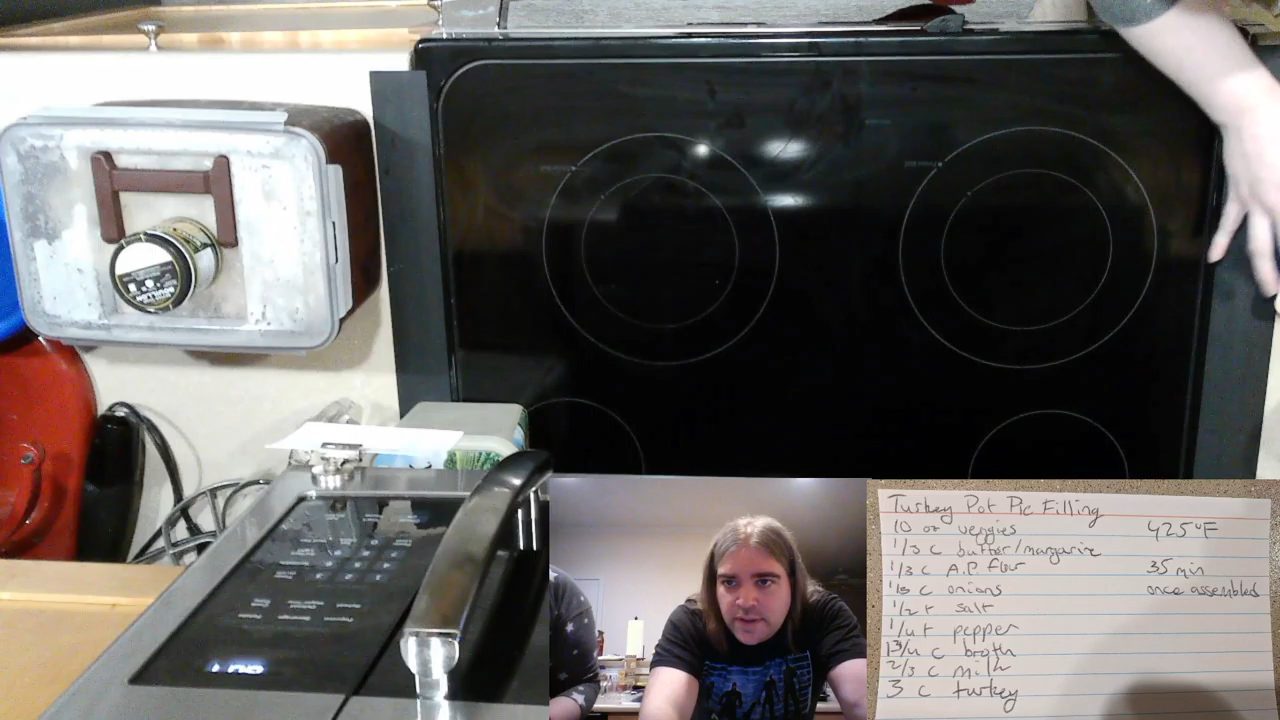 Turkey Pot Pie Filling
10 oz veggies 425°F
1/3 c butter/margarine
1/3 c A.P. flour 35 min
1/3 c onions once assembled
1/2 t salt
1/4 t pepper
1 3/4 c broth
2/3 c milk
3 c turkey